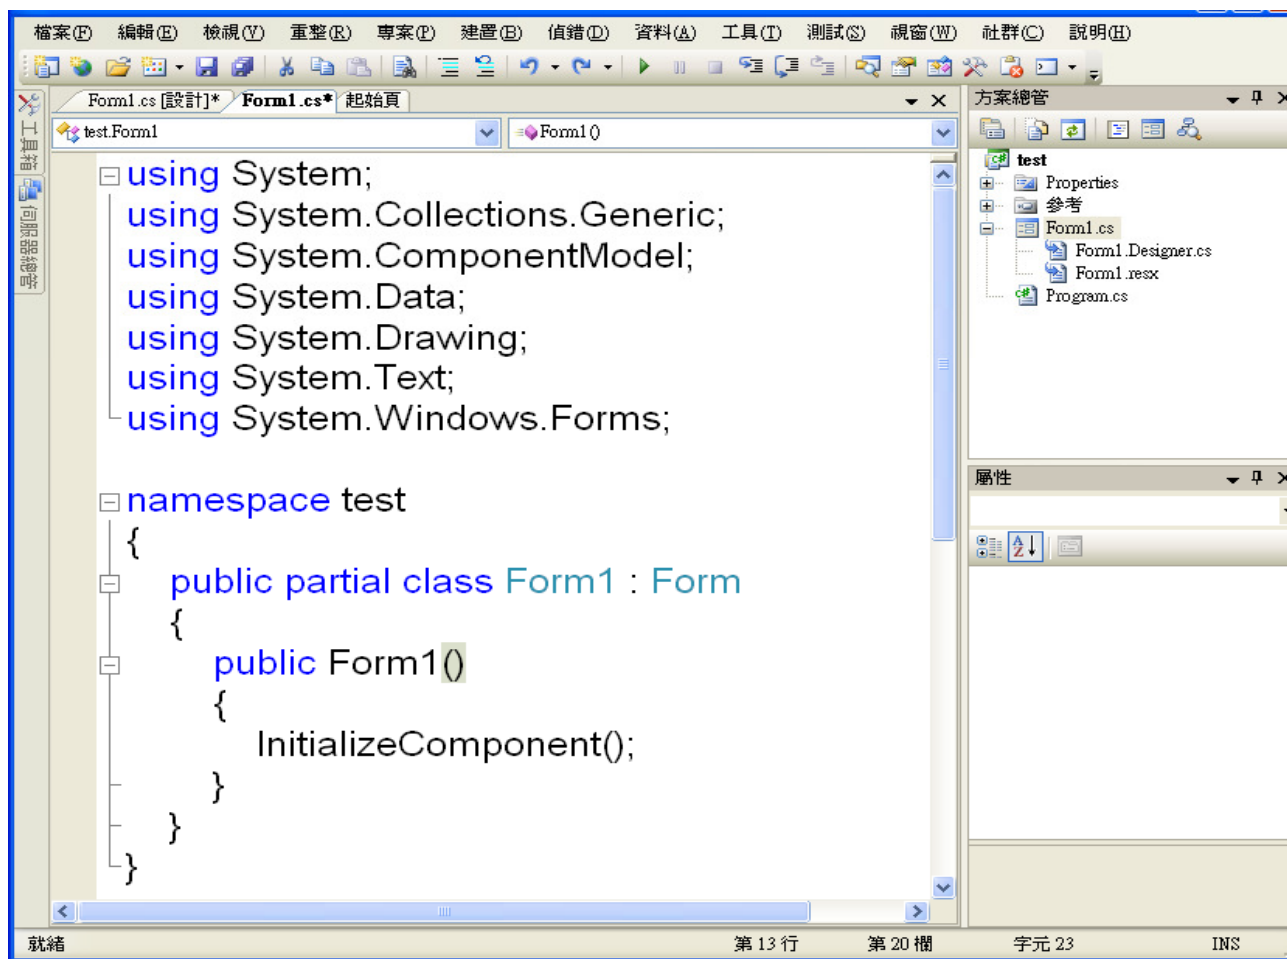 檔案(F) 編輯(E) 檢視(V) 重整(R) 專案(P) 建置(B) 偵錯(D) 資料(A) 工具(T) 測試(S) 視窗(W) 社群(C) 說明(H)
Form1.cs [設計]* Form1.cs* 起始頁
test.Form1 Form1()
工具箱
伺服器總管
using System;
using System.Collections.Generic;
using System.ComponentModel;
using System.Data;
using System.Drawing;
using System.Text;
using System.Windows.Forms;
namespace test
{
public partial class Form1 : Form
{
public Form1()
{
InitializeComponent();
}
}
}
方案總管
test
Properties
參考
Form1.cs
Form1.Designer.cs
Form1.resx
Program.cs
屬性
就緒 第 13 行 第 20 欄 字元 23 INS